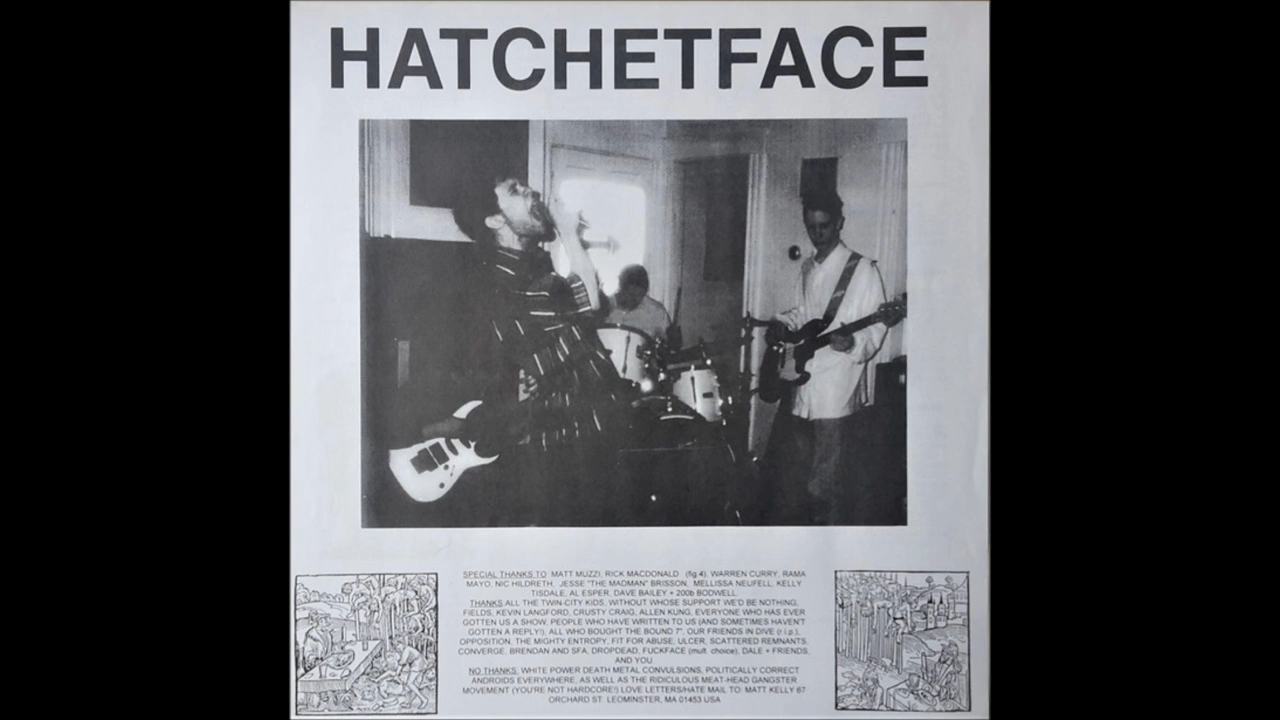 HATCHETFACE
SPECIAL THANKS TO: MATT MUZZI, RICK MACDONALD (fig 4), WARREN CURRY, RAMA
MAYO, NIC HILDRETH, JESSE "THE MADMAN" BRISSON, MELLISSA NEUFELL, KELLY
TISDALE, AL ESPER, DAVE BAILEY + 200b BODWELL.
THANKS ALL THE TWIN-CITY KIDS, WITHOUT WHOSE SUPPORT WE'D BE NOTHING,
FIELDS, KEVIN LANGFORD, CRUSTY CRAIG, ALLEN KUNG, EVERYONE WHO HAS EVER
GOTTEN US A SHOW, PEOPLE WHO HAVE WRITTEN TO US (AND SOMETIMES HAVEN'T
GOTTEN A REPLY!), ALL WHO BOUGHT THE BOUND 7", OUR FRIENDS IN DIVE (r.i.p.),
OPPOSITION, THE MIGHTY ENTROPY, FIT FOR ABUSE, ULCER, SCATTERED REMNANTS,
CONVERGE, BRENDAN AND SFA, DROPDEAD, FUCKFACE (mult. choice), DALE + FRIENDS,
AND YOU.
NO THANKS: WHITE POWER DEATH METAL CONVULSIONS, POLITICALLY CORRECT
ANDROIDS EVERYWHERE, AS WELL AS THE RIDICULOUS MEAT-HEAD GANGSTER
MOVEMENT (YOU'RE NOT HARDCORE!) LOVE LETTERS/HATE MAIL TO: MATT KELLY 67
ORCHARD ST. LEOMINSTER, MA 01453 USA